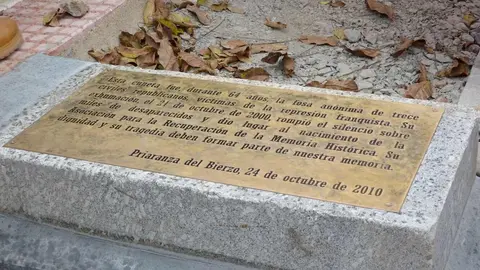 Esta cuneta fue, durante 64 años, la fosa anónima de trece
civiles republicanos, víctimas de la represión franquista. Su
exhumación, el 21 de octubre de 2000, rompió el silencio sobre
miles de desaparecidos y dio lugar al nacimiento de la
Asociación para la Recuperación de la Memoria Histórica. Su
dignidad y su tragedia deben formar parte de nuestra memoria.
Priaranza del Bierzo, 24 de octubre de 2010